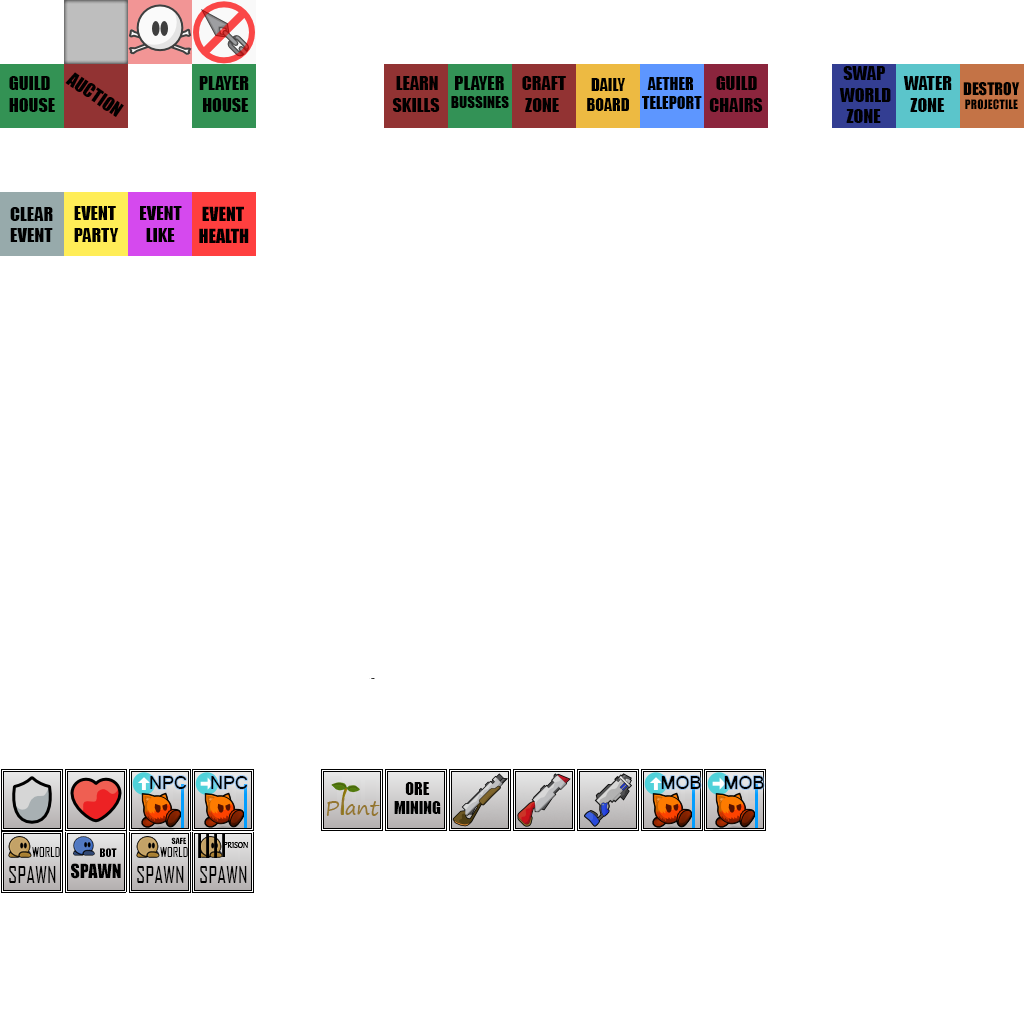 GUILD
HOUSE
AUCTION
PLAYER
HOUSE
LEARN
SKILLS
PLAYER
BUSSINES
CRAFT
ZONE
DAILY
BOARD
AETHER
TELEPORT
GUILD
CHAIRS
SWAP
WORLD
ZONE
WATER
ZONE
DESTROY
PROJECTILE
CLEAR
EVENT
EVENT
PARTY
EVENT
LIKE
EVENT
HEALTH
-
NPC
NPC
Plant
ORE
MINING
MOB
MOB
WORLD
SPAWN
BOT
SPAWN
SAFE
WORLD
SPAWN
PRISON
SPAWN